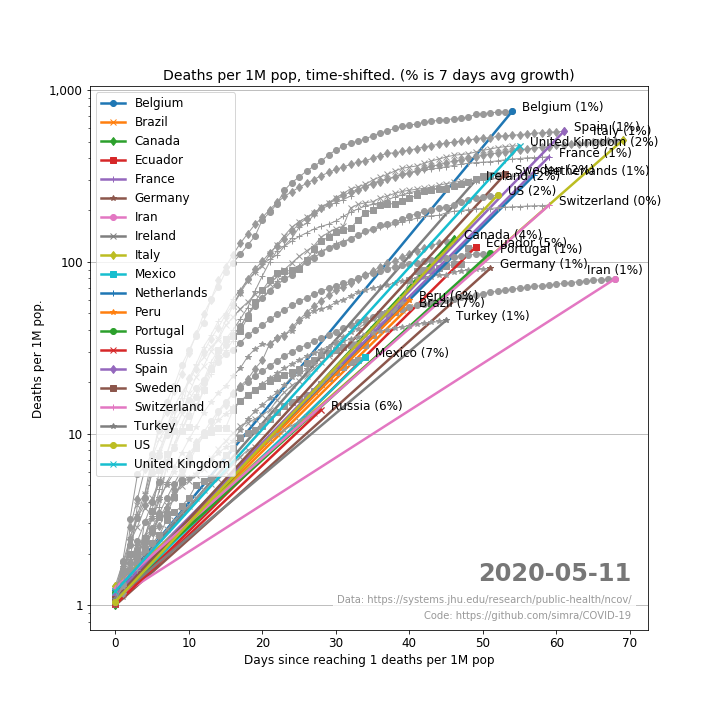 Deaths per 1M pop, time-shifted. (% is 7 days avg growth)
1,000
100
10
1
Deaths per 1M pop.
Belgium
Brazil
Canada
Ecuador
France
Germany
Iran
Ireland
Italy
Mexico
Netherlands
Peru
Portugal
Russia
Spain
Sweden
Switzerland
Turkey
US
United Kingdom
Belgium (1%)
Spain (1%)
Italy (1%)
United Kingdom (2%)
France (1%)
Sweden (2%)
Netherlands (1%)
Ireland (2%)
US (2%)
Switzerland (0%)
Canada (4%)
Ecuador (5%)
Portugal (1%)
Germany (1%)
Iran (1%)
Peru (6%)
Brazil (7%)
Turkey (1%)
Mexico (7%)
Russia (6%)
2020-05-11
Data: https://systems.jhu.edu/research/public-health/ncov/
Code: https://github.com/simra/COVID-19
0 10 20 30 40 50 60 70
Days since reaching 1 deaths per 1M pop